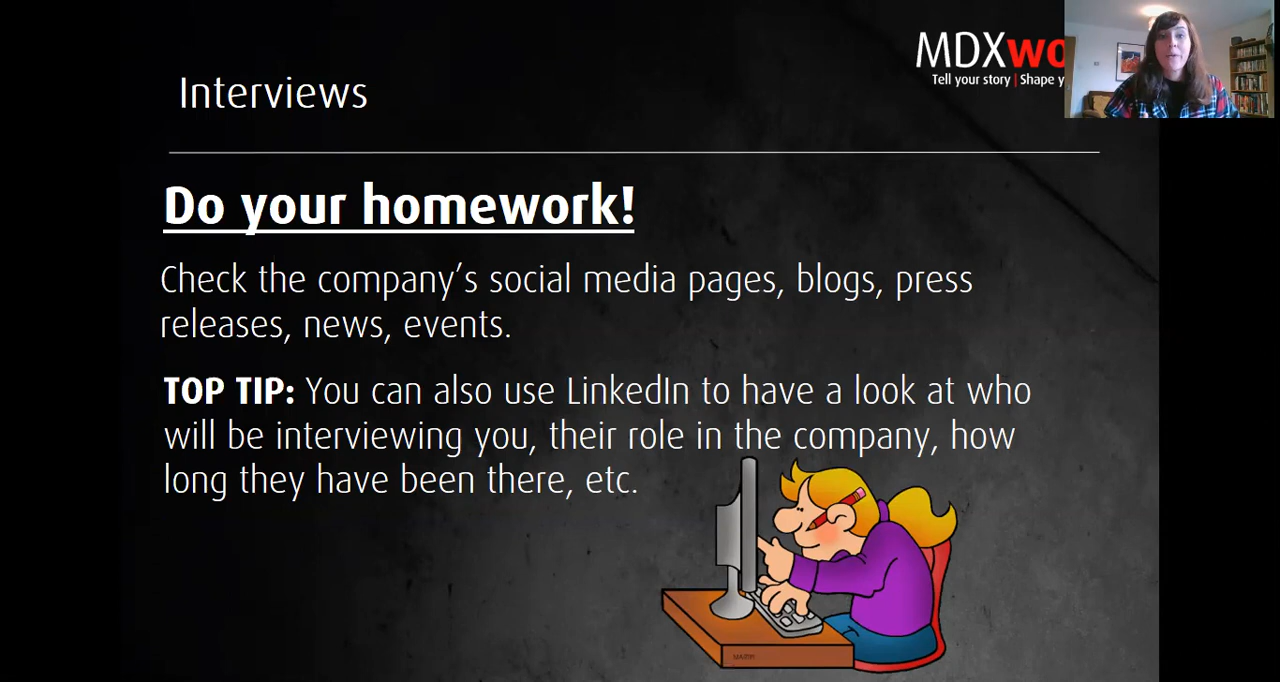 MDXwo
Tell your story | Shape y
Interviews
Do your homework!
Check the company’s social media pages, blogs, press
releases, news, events.
TOP TIP: You can also use LinkedIn to have a look at who
will be interviewing you, their role in the company, how
long they have been there, etc.